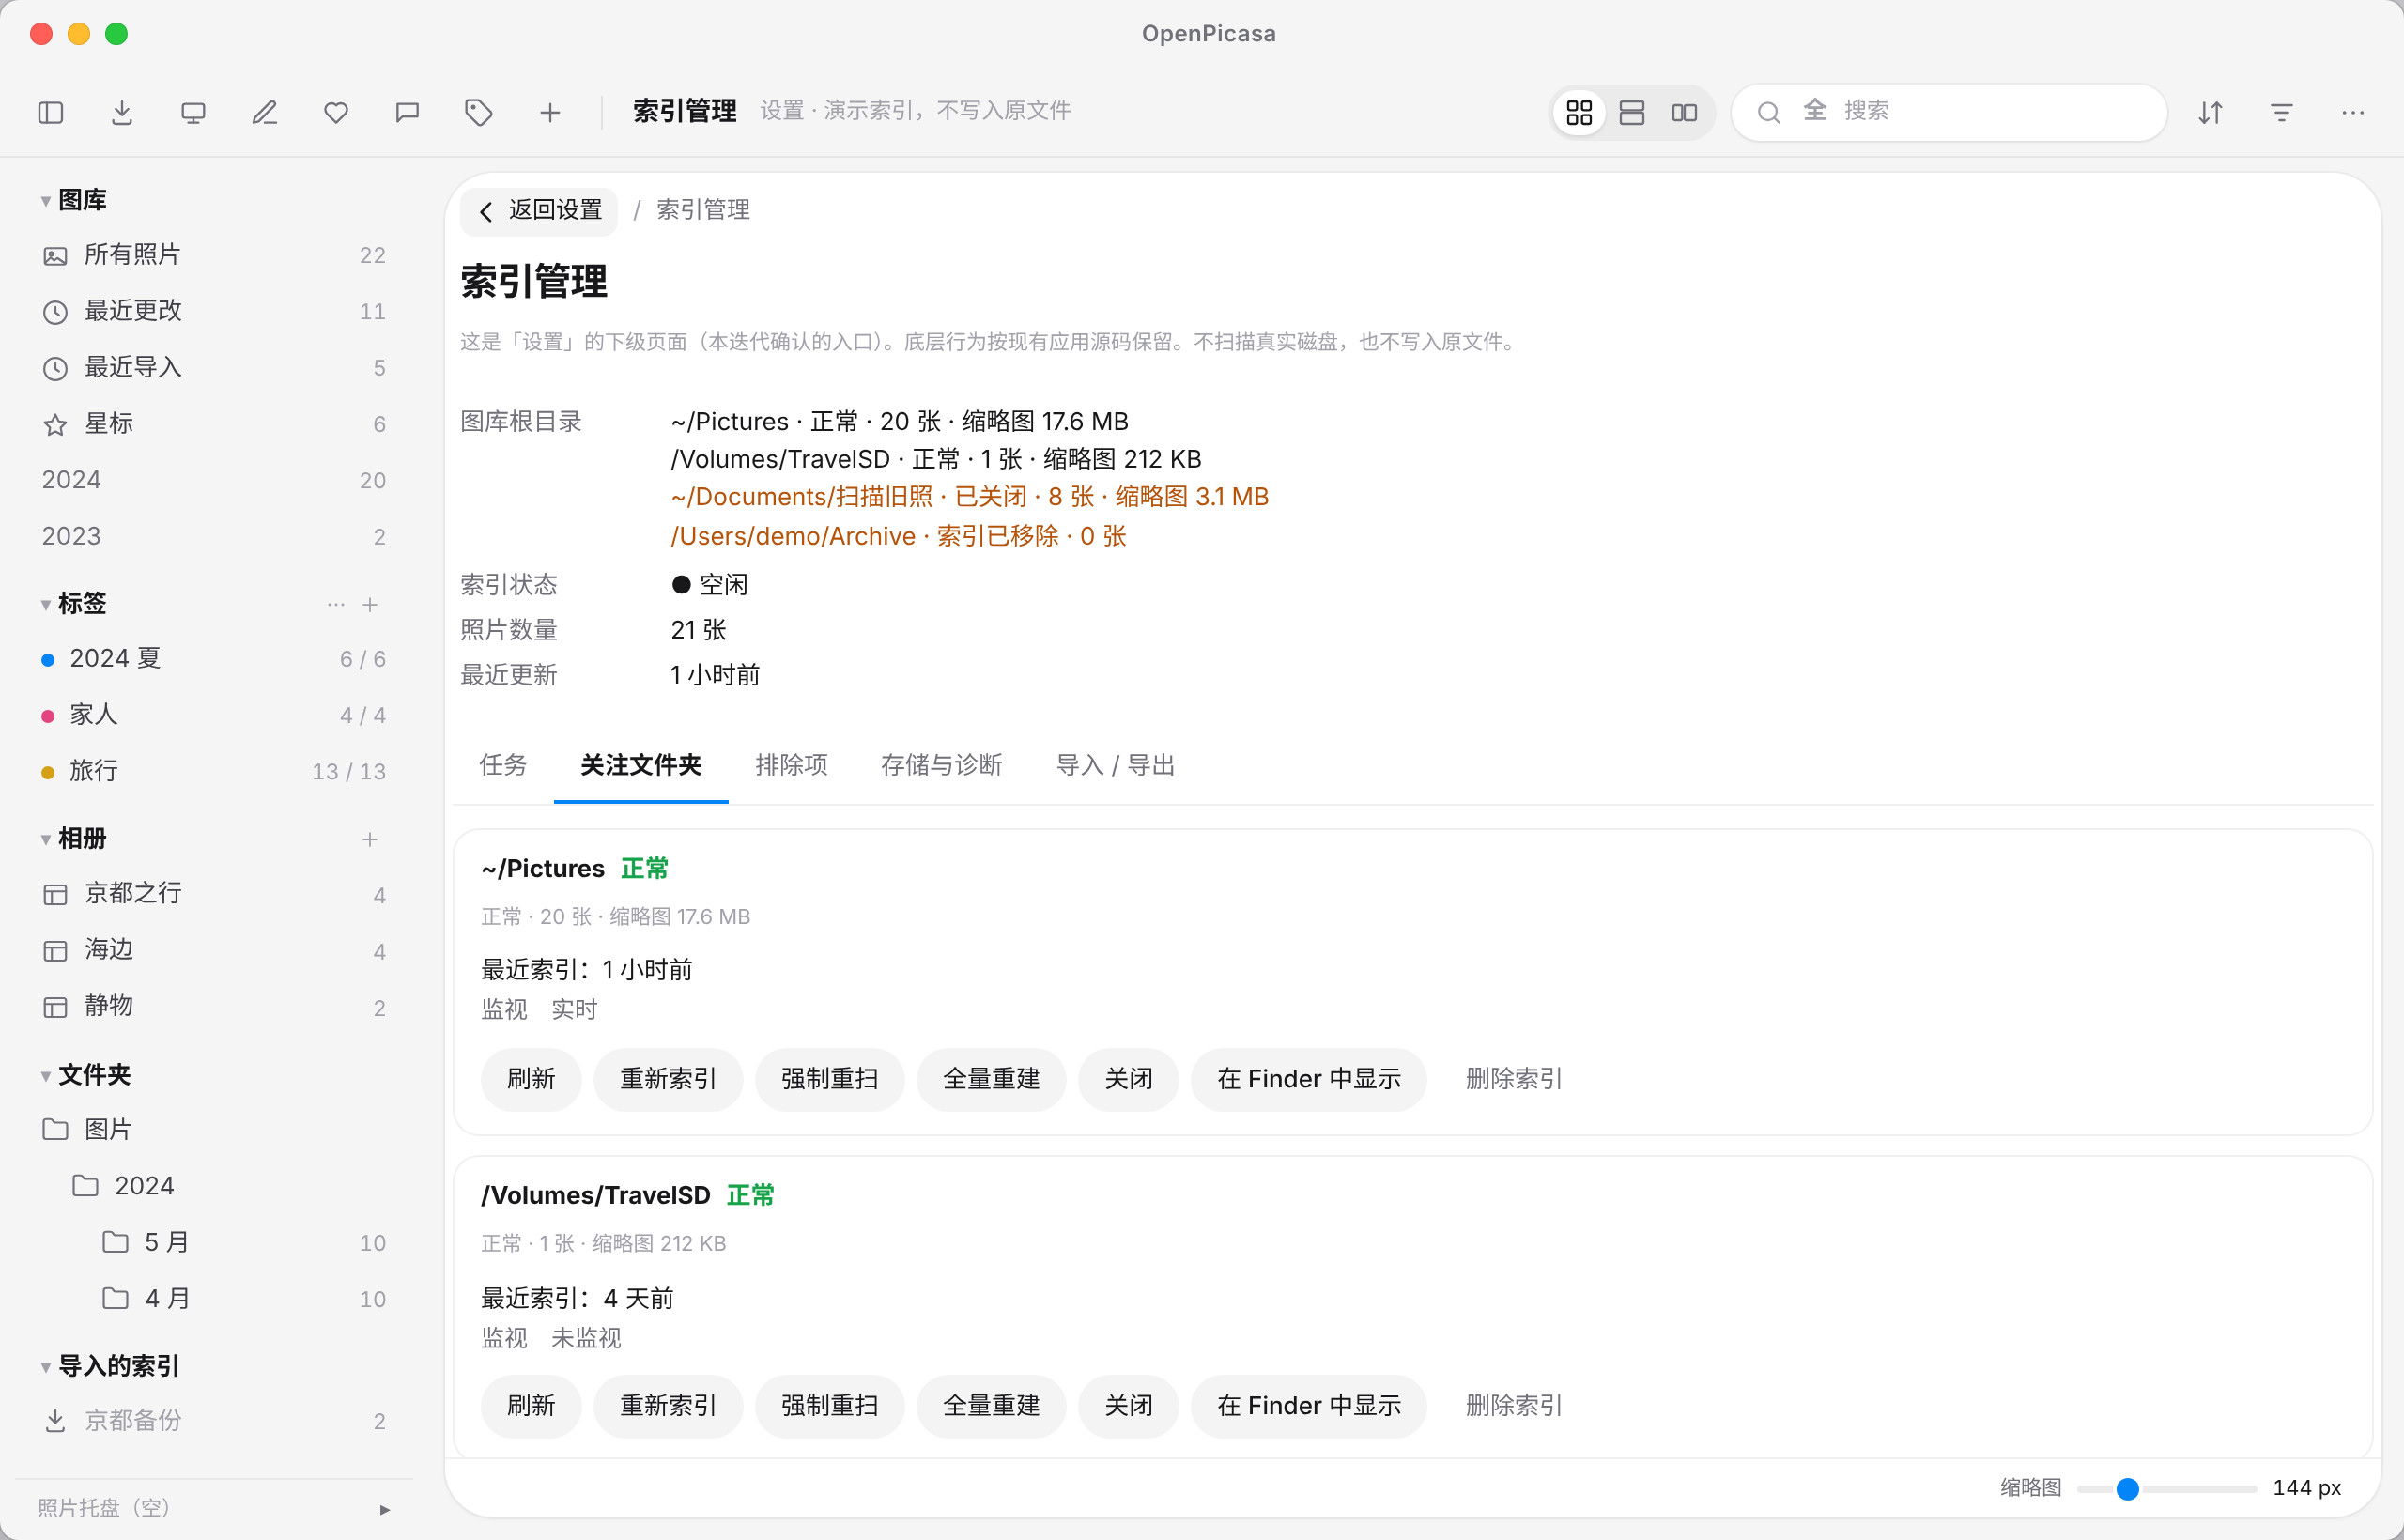 OpenPicasa
索引管理 设置 · 演示索引，不写入原文件
全 搜索
图库
所有照片 22
最近更改 11
最近导入 5
星标 6
2024 20
2023 2
标签
2024 夏 6 / 6
家人 4 / 4
旅行 13 / 13
相册
京都之行 4
海边 4
静物 2
文件夹
图片
2024
5 月 10
4 月 10
导入的索引
京都备份 2
照片托盘（空）
返回设置 / 索引管理
索引管理
这是「设置」的下级页面（本迭代确认的入口）。底层行为按现有应用源码保留。不扫描真实磁盘，也不写入原文件。
图库根目录 ~/Pictures · 正常 · 20 张 · 缩略图 17.6 MB
/Volumes/TravelSD · 正常 · 1 张 · 缩略图 212 KB
~/Documents/扫描旧照 · 已关闭 · 8 张 · 缩略图 3.1 MB
/Users/demo/Archive · 索引已移除 · 0 张
索引状态 ● 空闲
照片数量 21 张
最近更新 1 小时前
任务 关注文件夹 排除项 存储与诊断 导入 / 导出
~/Pictures 正常
正常 · 20 张 · 缩略图 17.6 MB
最近索引：1 小时前
监视 实时
刷新 重新索引 强制重扫 全量重建 关闭 在 Finder 中显示 删除索引
/Volumes/TravelSD 正常
正常 · 1 张 · 缩略图 212 KB
最近索引：4 天前
监视 未监视
刷新 重新索引 强制重扫 全量重建 关闭 在 Finder 中显示 删除索引
缩略图 144 px